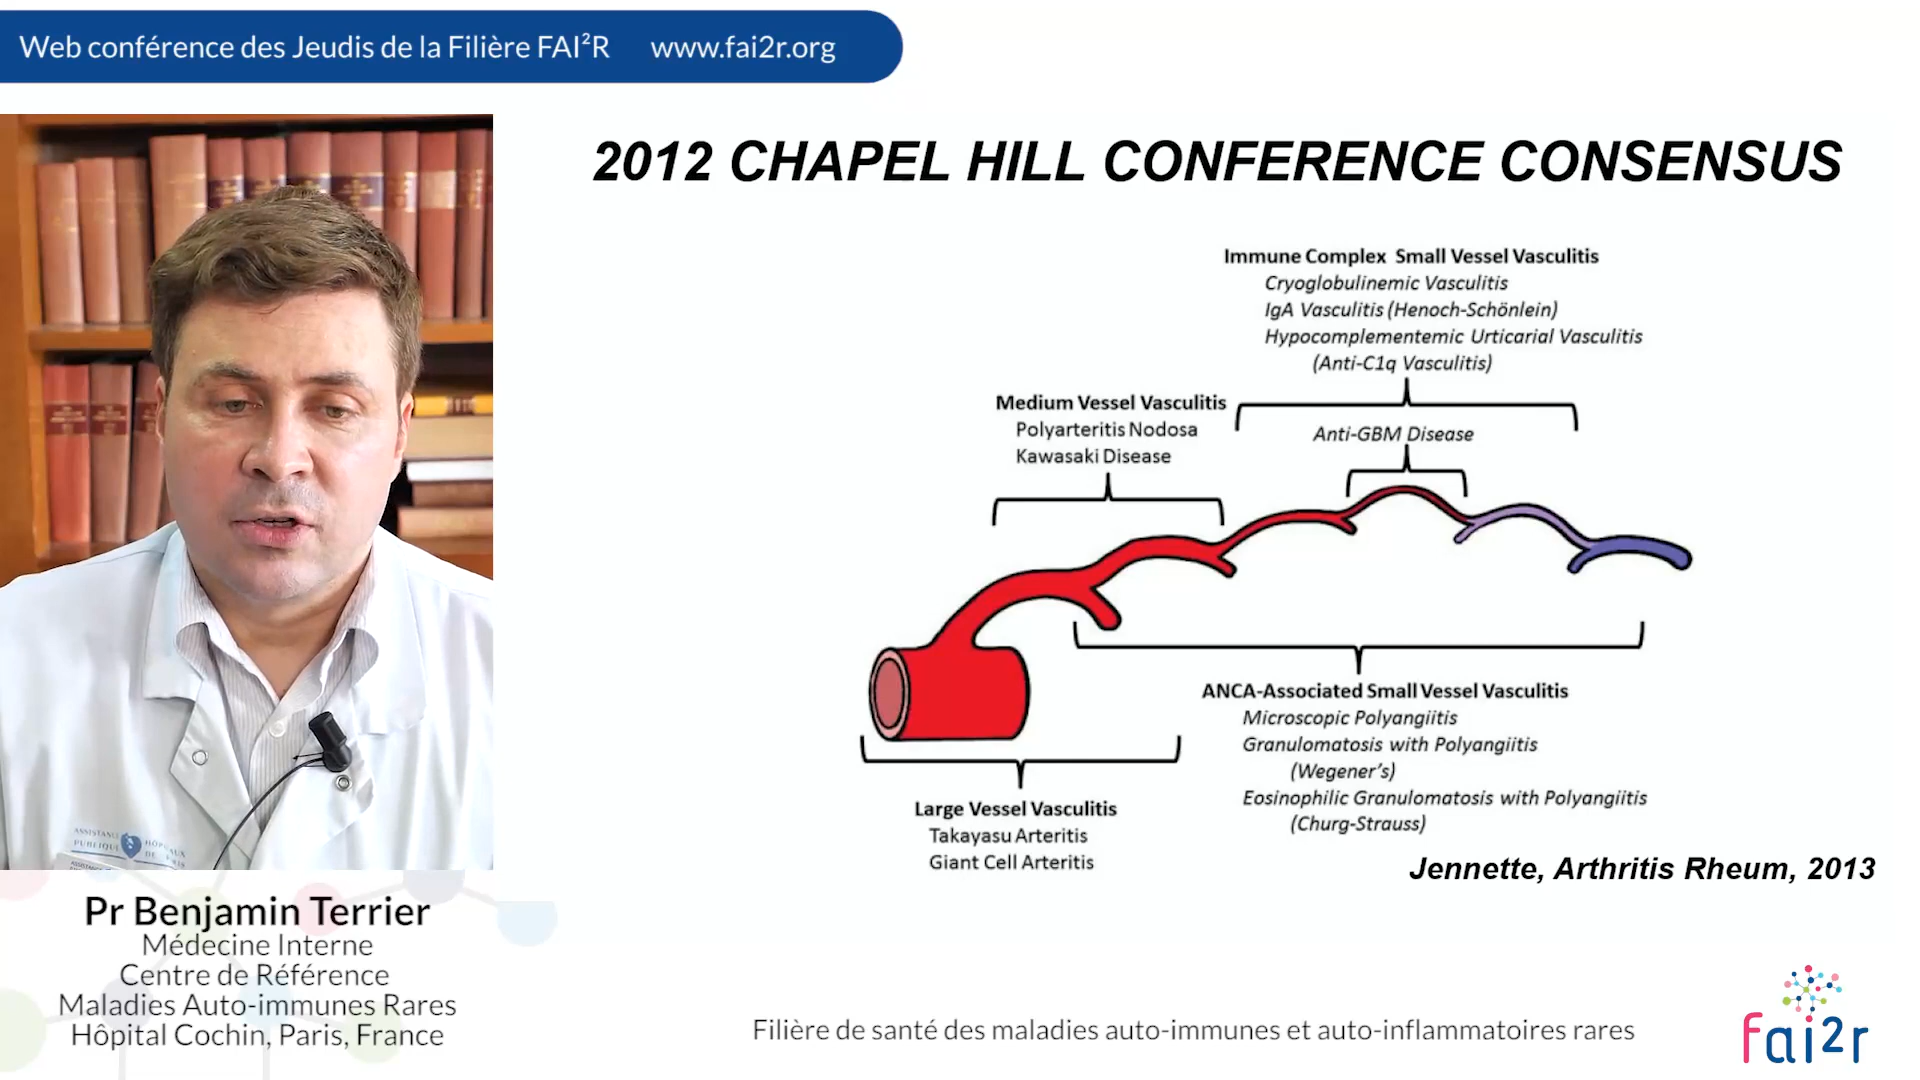 Web conférence des Jeudis de la Filière FAI²R www.fai2r.org
2012 CHAPEL HILL CONFERENCE CONSENSUS
Immune Complex Small Vessel Vasculitis
Cryoglobulinemic Vasculitis
IgA Vasculitis (Henoch-Schönlein)
Hypocomplementemic Urticarial Vasculitis
(Anti-C1q Vasculitis)
Medium Vessel Vasculitis
Polyarteritis Nodosa
Kawasaki Disease
Anti-GBM Disease
ANCA-Associated Small Vessel Vasculitis
Microscopic Polyangiitis
Granulomatosis with Polyangiitis
(Wegener's)
Eosinophilic Granulomatosis with Polyangiitis
(Churg-Strauss)
Large Vessel Vasculitis
Takayasu Arteritis
Giant Cell Arteritis
Jennette, Arthritis Rheum, 2013
ASSISTANCE HÔPITAUX
PUBLIQUE DE PARIS
Pr Benjamin Terrier
Médecine Interne
Centre de Référence
Maladies Auto-immunes Rares
Hôpital Cochin, Paris, France
Filière de santé des maladies auto-immunes et auto-inflammatoires rares
fai2r